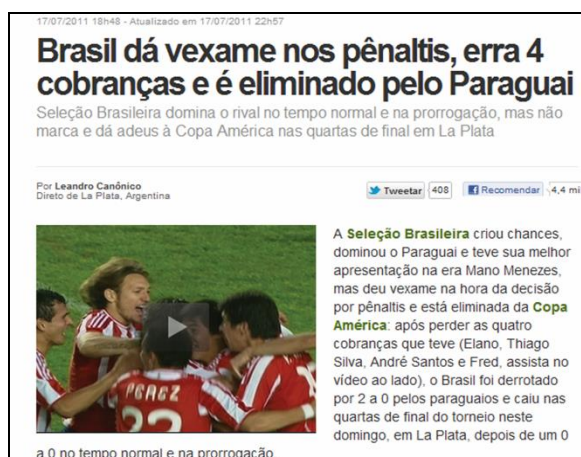 17/07/2011 18h48 - Atualizado em 17/07/2011 22h57
Brasil dá vexame nos pênaltis, erra 4
cobranças e é eliminado pelo Paraguai
Seleção Brasileira domina o rival no tempo normal e na prorrogação, mas não
marca e dá adeus à Copa América nas quartas de final em La Plata
Por Leandro Canônico
Direto de La Plata, Argentina
Tweetar 408 Recomendar 4,4 mi
PEREZ
22
A Seleção Brasileira criou chances,
dominou o Paraguai e teve sua melhor
apresentação na era Mano Menezes,
mas deu vexame na hora da decisão
por pênaltis e está eliminada da Copa
América: após perder as quatro
cobranças que teve (Elano, Thiago
Silva, André Santos e Fred, assista no
vídeo ao lado), o Brasil foi derrotado
por 2 a 0 pelos paraguaios e caiu nas
quartas de final do torneio neste
domingo, em La Plata, depois de um 0
a 0 no tempo normal e na prorrogação